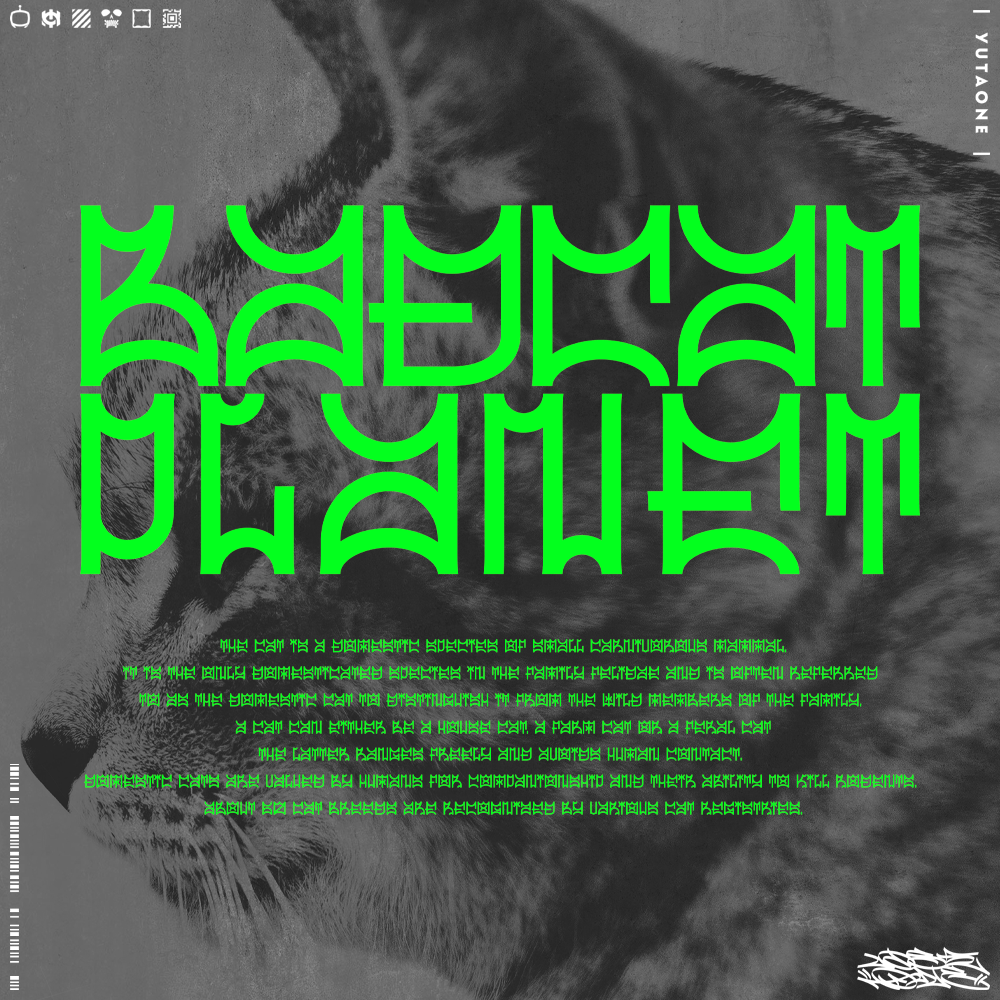 | YUTAONE |
BADCAT
PLANET
THE CAT IS A DOMESTIC SPECIES OF SMALL CARNIVOROUS MAMMAL.
IT IS THE ONLY DOMESTICATED SPECIES IN THE FAMILY FELIDAE AND IS OFTEN REFERRED
TO AS THE DOMESTIC CAT TO DISTINGUISH IT FROM THE WILD MEMBERS OF THE FAMILY.
A CAT CAN EITHER BE A HOUSE CAT, A FARM CAT OR A FERAL CAT
THE LATTER RANGES FREELY AND AVOIDS HUMAN CONTACT.
DOMESTIC CATS ARE VALUED BY HUMANS FOR COMPANIONSHIP AND THEIR ABILITY TO KILL RODENTS.
ABOUT 60 CAT BREEDS ARE RECOGNIZED BY VARIOUS CAT REGISTRIES.